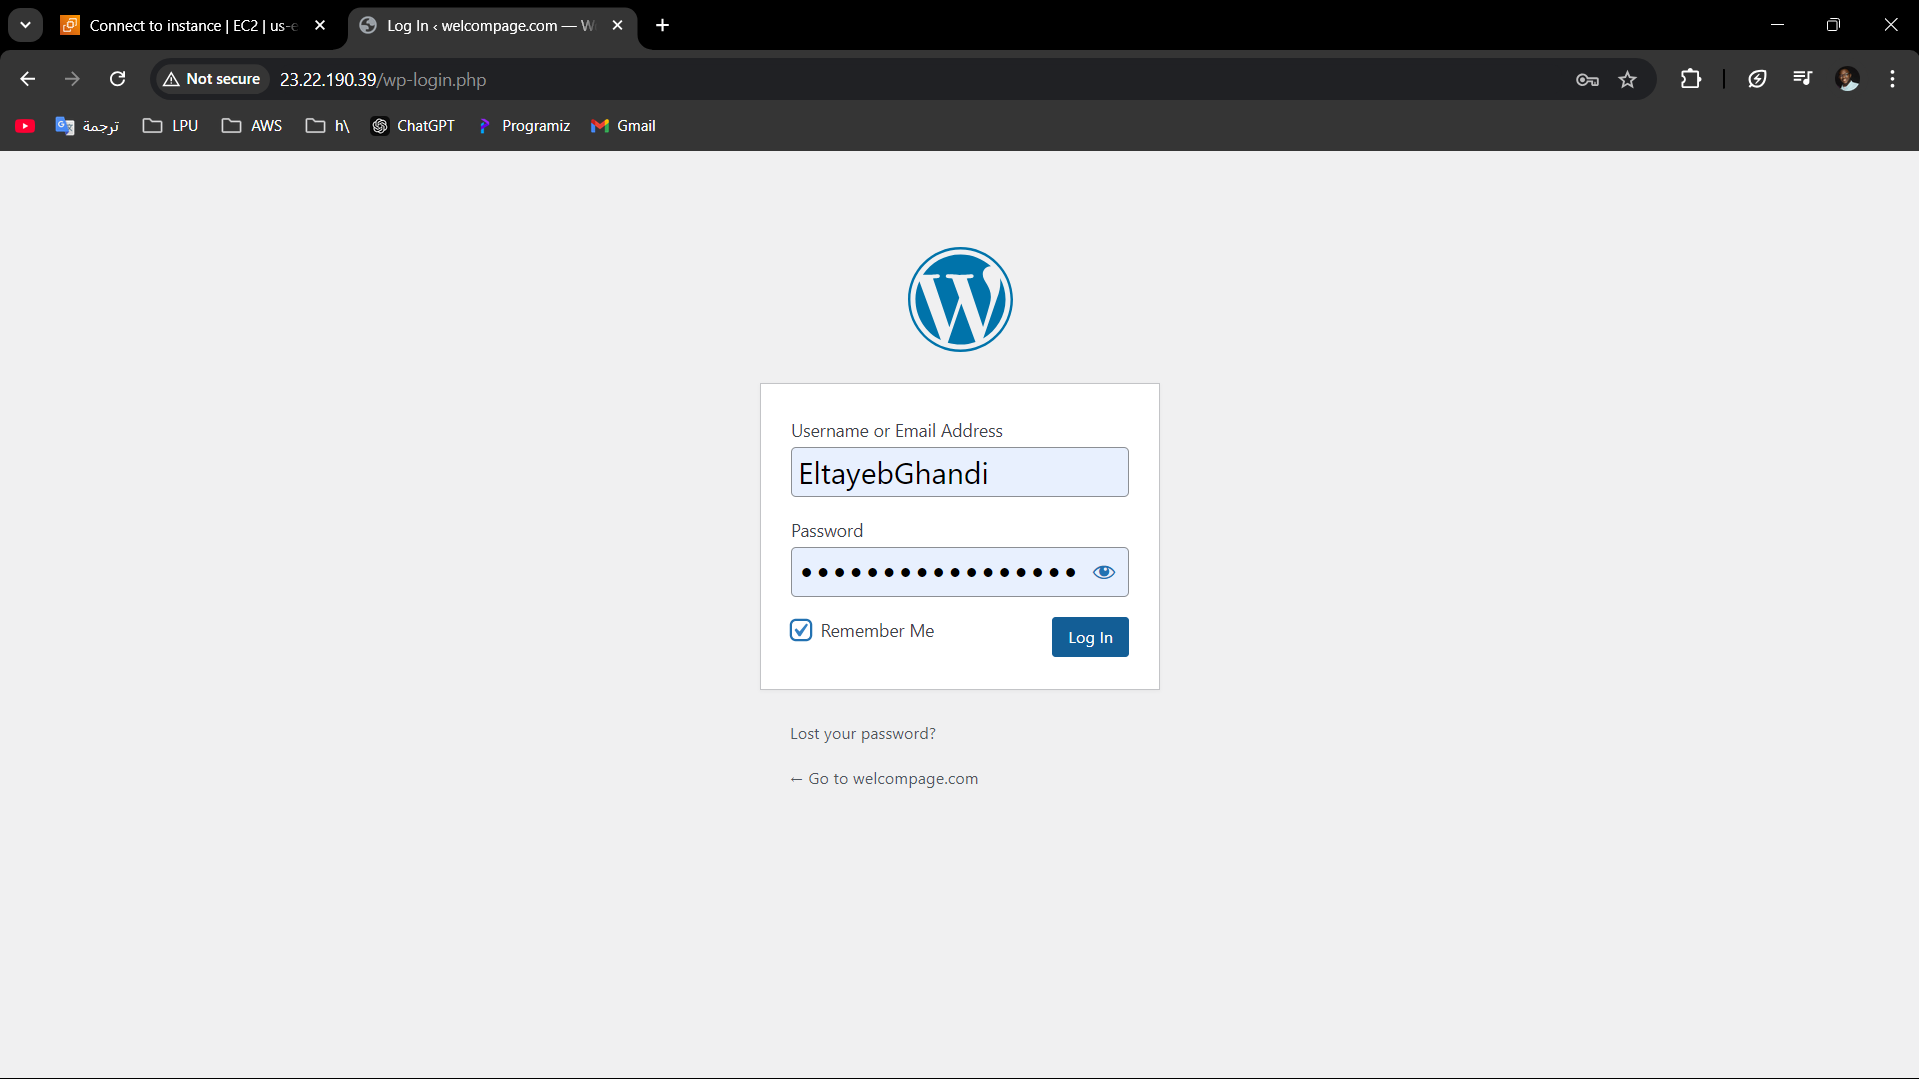 Connect to instance | EC2 | us-e
Log In ‹ welcompage.com — W
Not secure
23.22.190.39/wp-login.php
ترجمة
LPU
AWS
h\
ChatGPT
Programiz
Gmail
Username or Email Address
EltayebGhandi
Password
•••••••••••••••••
Remember Me
Log In
Lost your password?
← Go to welcompage.com